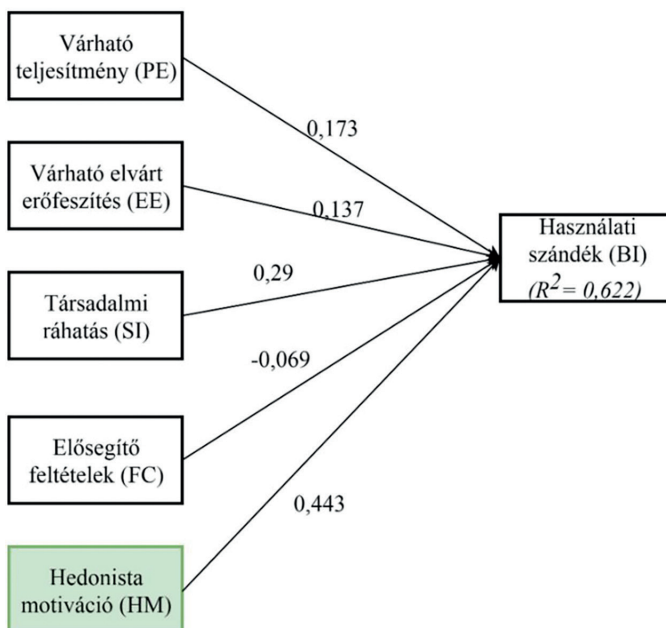 Várható
teljesítmény (PE)
0,173
Várható elvárt
erőfeszítés (EE)
0,137
Társadalmi
ráhatás (SI)
0,29
Elősegítő
feltételek (FC)
-0,069
Hedonista
motiváció (HM)
0,443
Használati
szándék (BI)
(R² = 0,622)